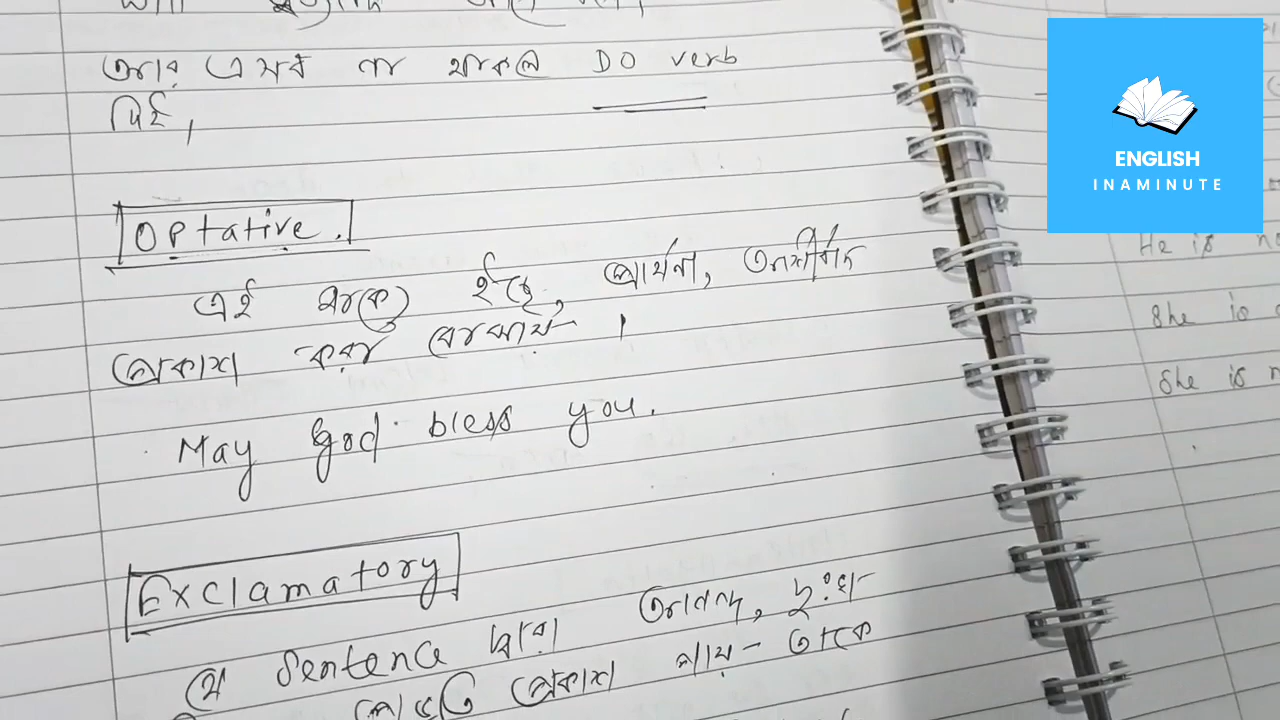 will
আর এসব না থাকলে DO verb
দিই,
Optative.
এই বাক্যে ইচ্ছে, প্রার্থনা, আশীর্বাদ
প্রকাশ করা বোঝায় ।
May God bless you.
Exclamatory
যে Sentence দ্বারা আনন্দ, দুঃখ
প্রকাশ পায় তাকে
ENGLISH
INAMINUTE
He is
She is
She is